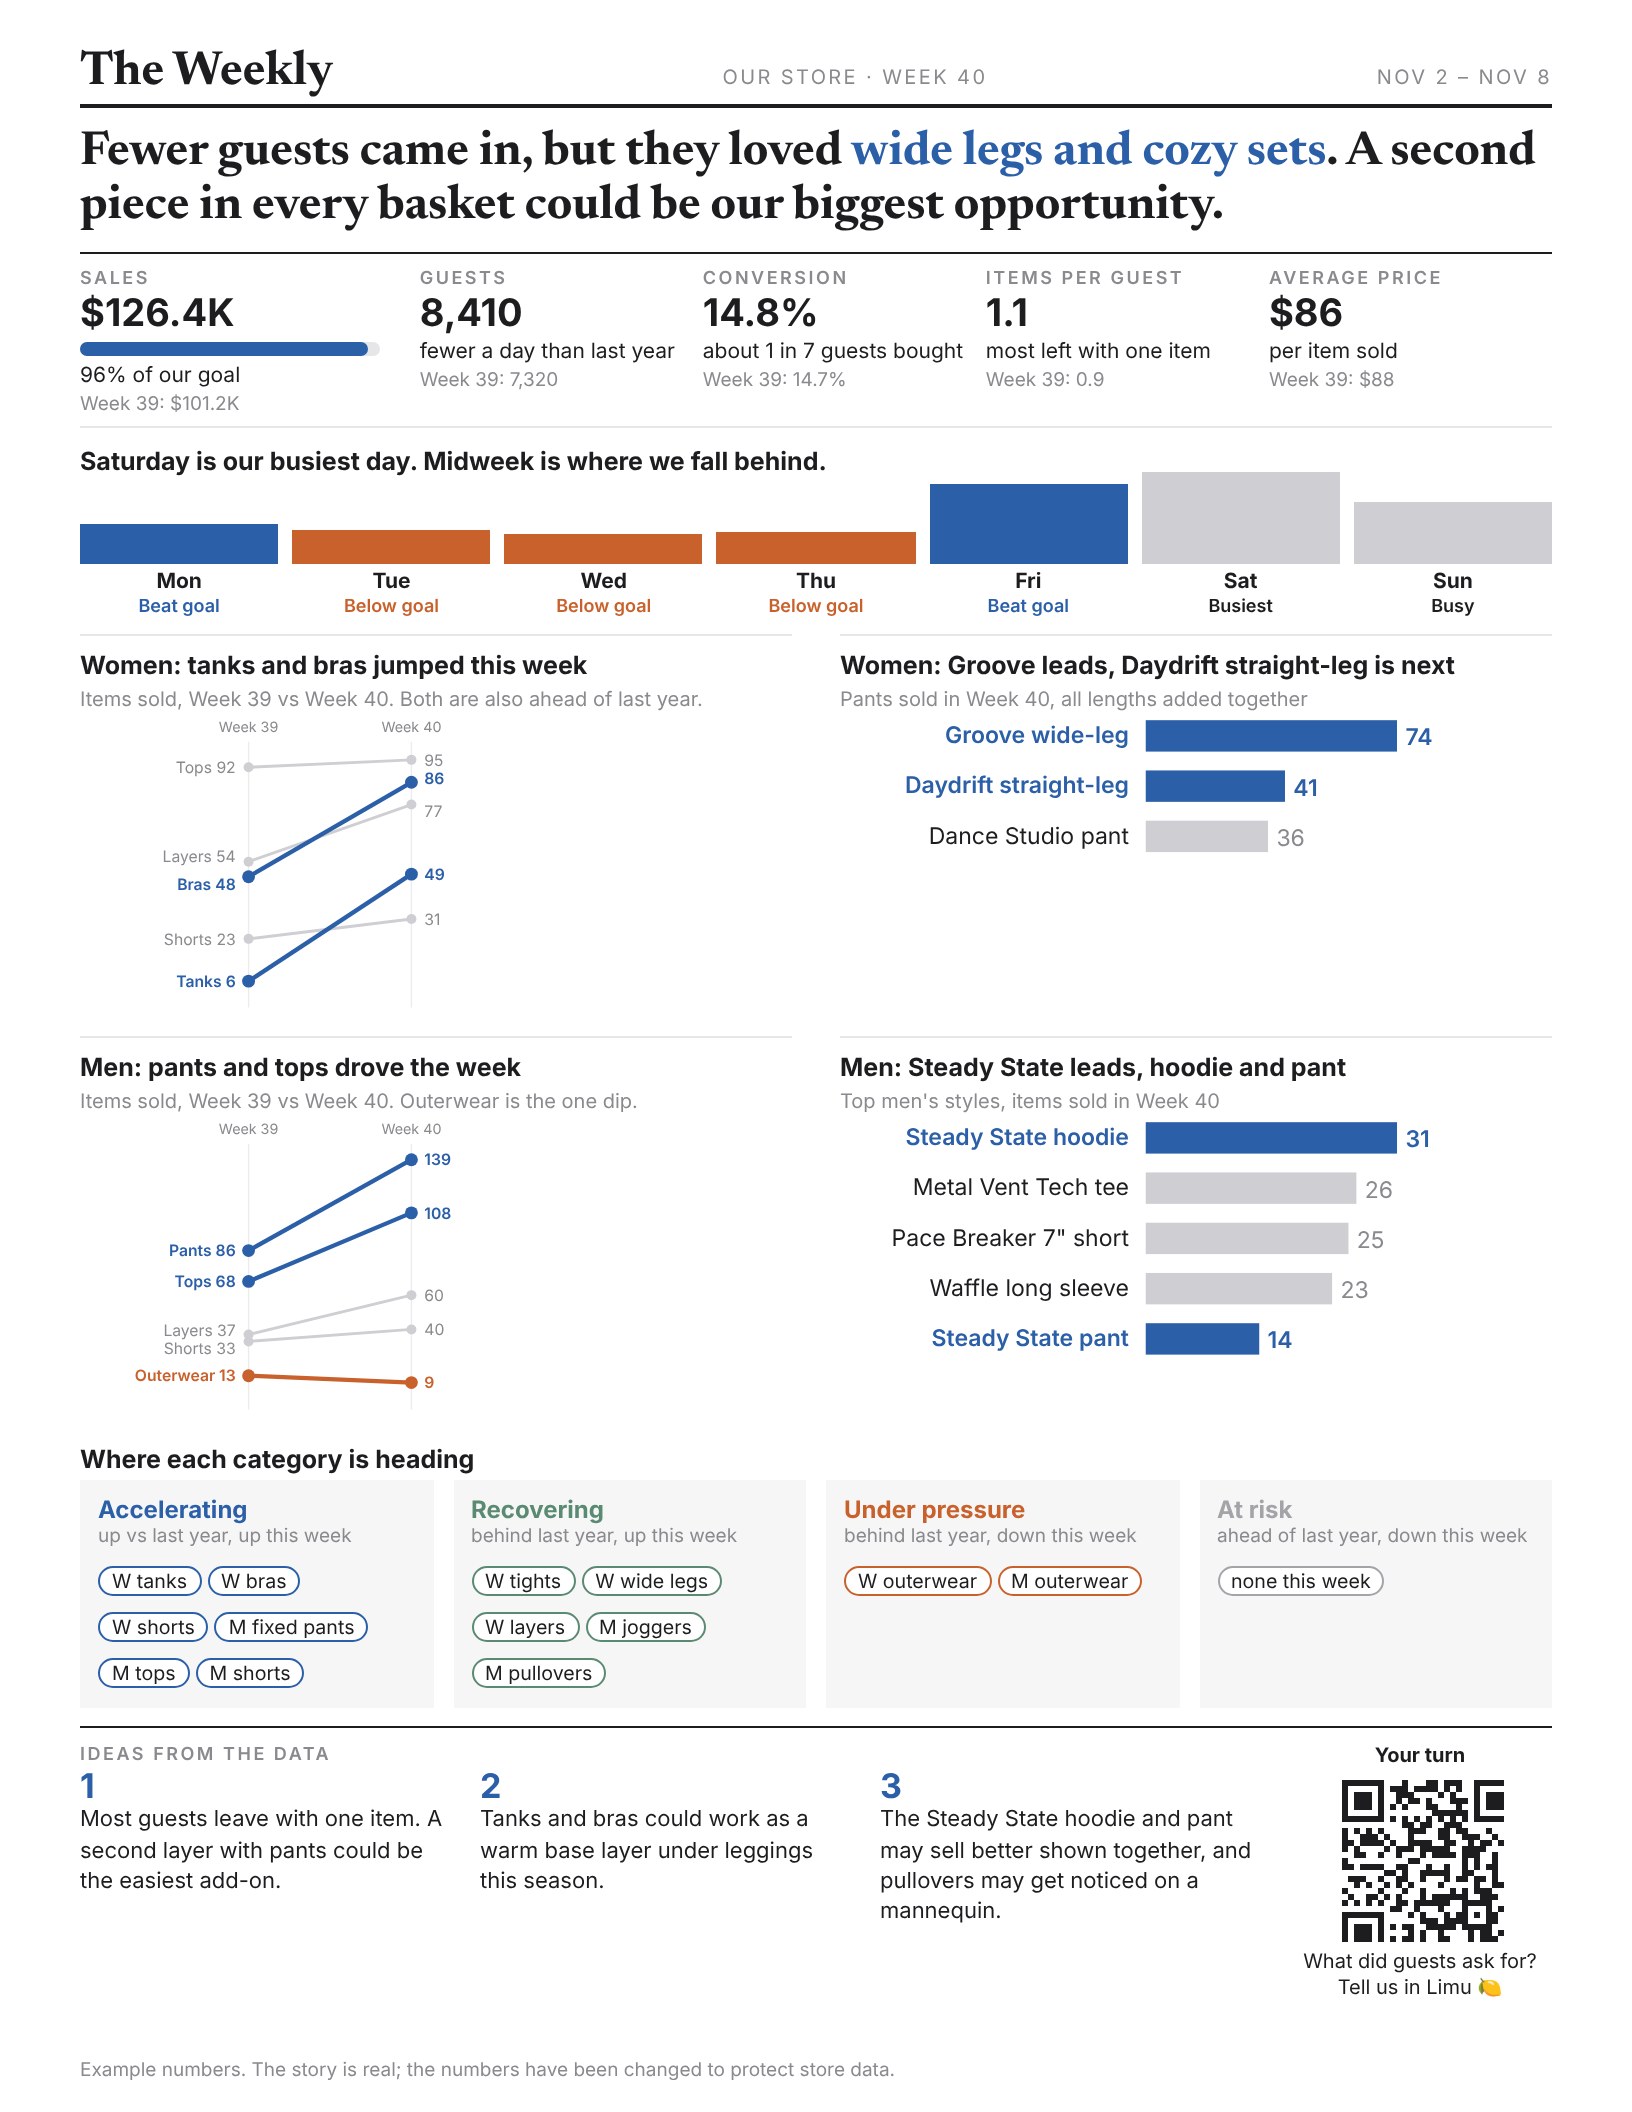 The Weekly
OUR STORE · WEEK 40
NOV 2 – NOV 8
Fewer guests came in, but they loved wide legs and cozy sets. A second
piece in every basket could be our biggest opportunity.
SALES
$126.4K
96% of our goal
Week 39: $101.2K
GUESTS
8,410
fewer a day than last year
Week 39: 7,320
CONVERSION
14.8%
about 1 in 7 guests bought
Week 39: 14.7%
ITEMS PER GUEST
1.1
most left with one item
Week 39: 0.9
AVERAGE PRICE
$86
per item sold
Week 39: $88
Saturday is our busiest day. Midweek is where we fall behind.
Mon
Beat goal
Tue
Below goal
Wed
Below goal
Thu
Below goal
Fri
Beat goal
Sat
Busiest
Sun
Busy
Women: tanks and bras jumped this week
Items sold, Week 39 vs Week 40. Both are also ahead of last year.
Week 39
Week 40
Tops 92
95
86
77
Layers 54
Bras 48
49
31
Shorts 23
Tanks 6
Women: Groove leads, Daydrift straight-leg is next
Pants sold in Week 40, all lengths added together
Groove wide-leg 74
Daydrift straight-leg 41
Dance Studio pant 36
Men: pants and tops drove the week
Items sold, Week 39 vs Week 40. Outerwear is the one dip.
Week 39
Week 40
139
108
Pants 86
Tops 68
60
Layers 37
40
Shorts 33
Outerwear 13
9
Men: Steady State leads, hoodie and pant
Top men's styles, items sold in Week 40
Steady State hoodie 31
Metal Vent Tech tee 26
Pace Breaker 7" short 25
Waffle long sleeve 23
Steady State pant 14
Where each category is heading
Accelerating
up vs last year, up this week
W tanks
W bras
W shorts
M fixed pants
M tops
M shorts
Recovering
behind last year, up this week
W tights
W wide legs
W layers
M joggers
M pullovers
Under pressure
behind last year, down this week
W outerwear
M outerwear
At risk
ahead of last year, down this week
none this week
IDEAS FROM THE DATA
1
Most guests leave with one item. A
second layer with pants could be
the easiest add-on.
2
Tanks and bras could work as a
warm base layer under leggings
this season.
3
The Steady State hoodie and pant
may sell better shown together, and
pullovers may get noticed on a
mannequin.
Your turn
What did guests ask for?
Tell us in Limu 🍋
Example numbers. The story is real; the numbers have been changed to protect store data.